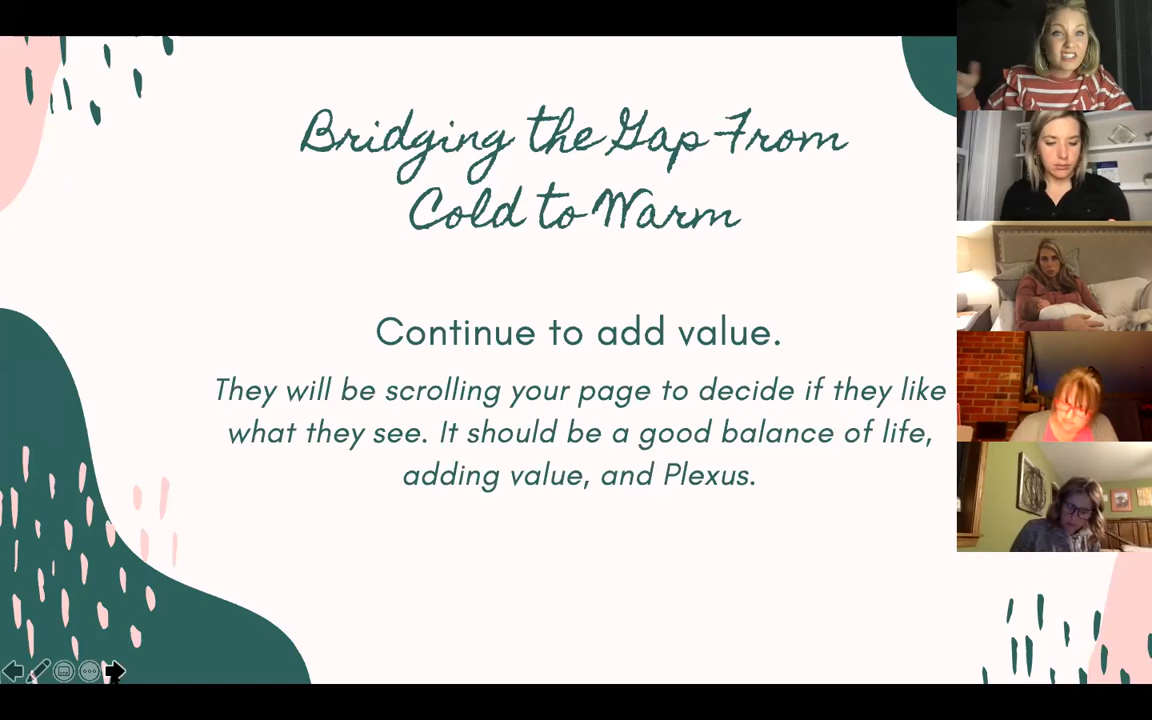 Bridging the Gap From
Cold to Warm
Continue to add value.
They will be scrolling your page to decide if they like
what they see. It should be a good balance of life,
adding value, and Plexus.